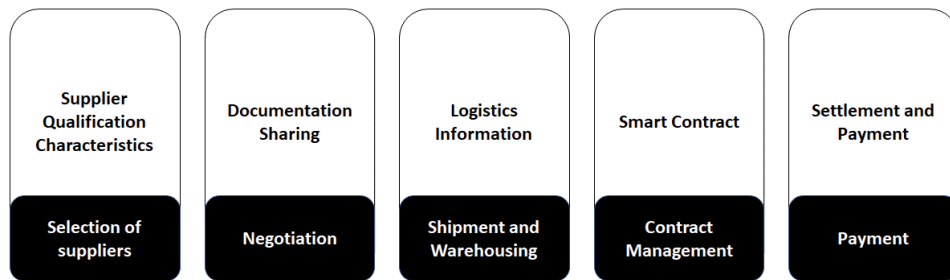 Supplier
Qualification
Characteristics
Selection of
suppliers
Documentation
Sharing
Negotiation
Logistics
Information
Shipment and
Warehousing
Smart Contract
Contract
Management
Settlement and
Payment
Payment